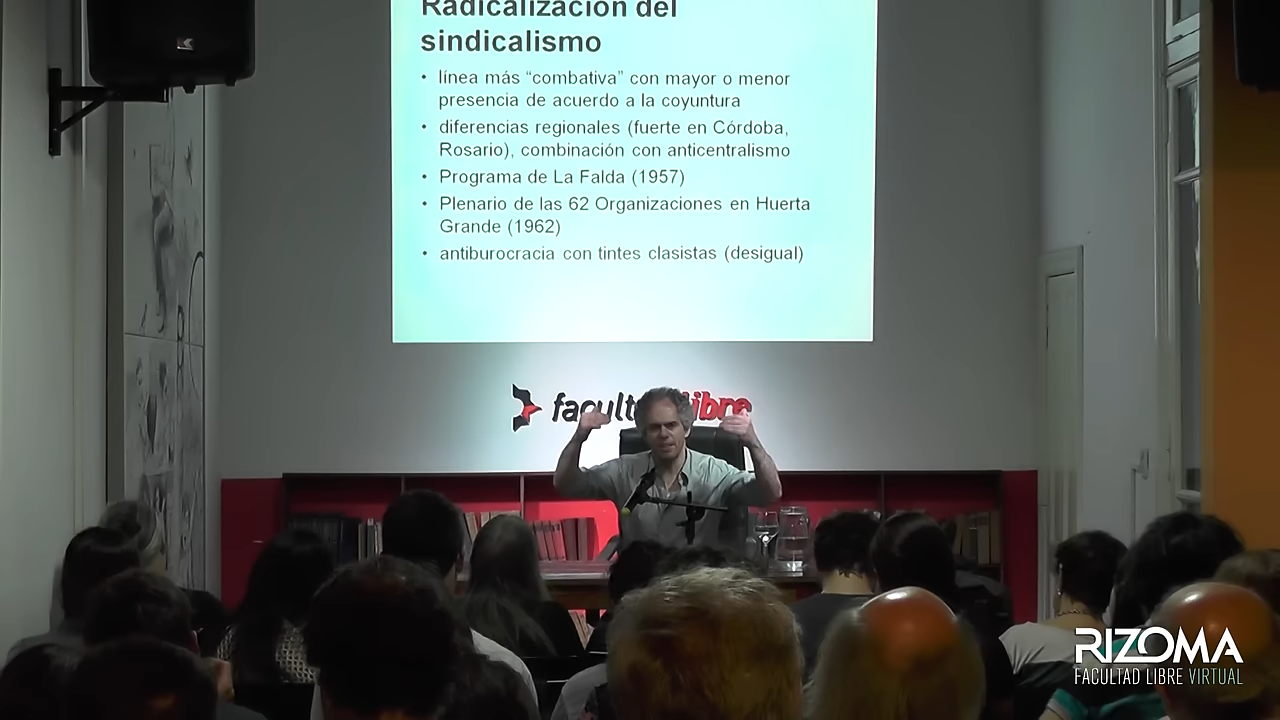 Radicalización del
sindicalismo
• línea más “combativa” con mayor o menor
presencia de acuerdo a la coyuntura
• diferencias regionales (fuerte en Córdoba,
Rosario), combinación con anticentralismo
• Programa de La Falda (1957)
• Plenario de las 62 Organizaciones en Huerta
Grande (1962)
• antiburocracia con tintes clasistas (desigual)
libre
RIZOMA
FACULTAD LIBRE VIRTUAL